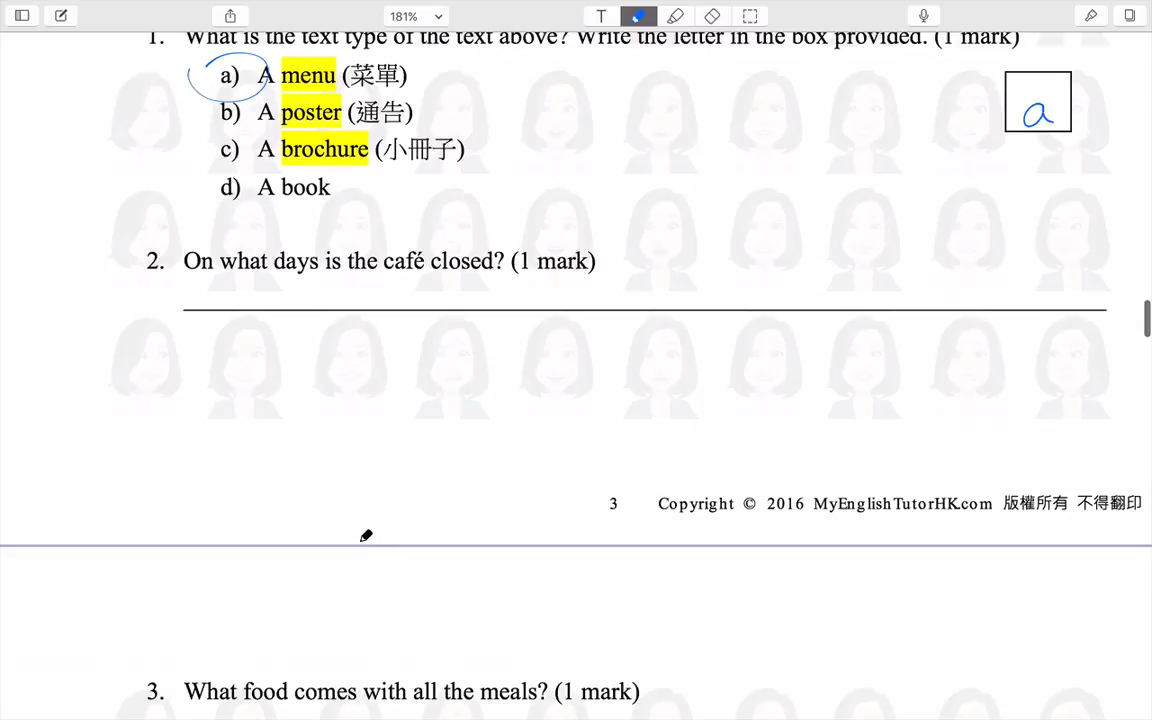 181%
T
1. What is the text type of the text above? Write the letter in the box provided. (1 mark)
a) A menu (菜單)
a
b) A poster (通告)
c) A brochure (小冊子)
d) A book
2. On what days is the café closed? (1 mark)
3 Copyright © 2016 MyEnglishTutorHK.com 版權所有 不得翻印
3. What food comes with all the meals? (1 mark)